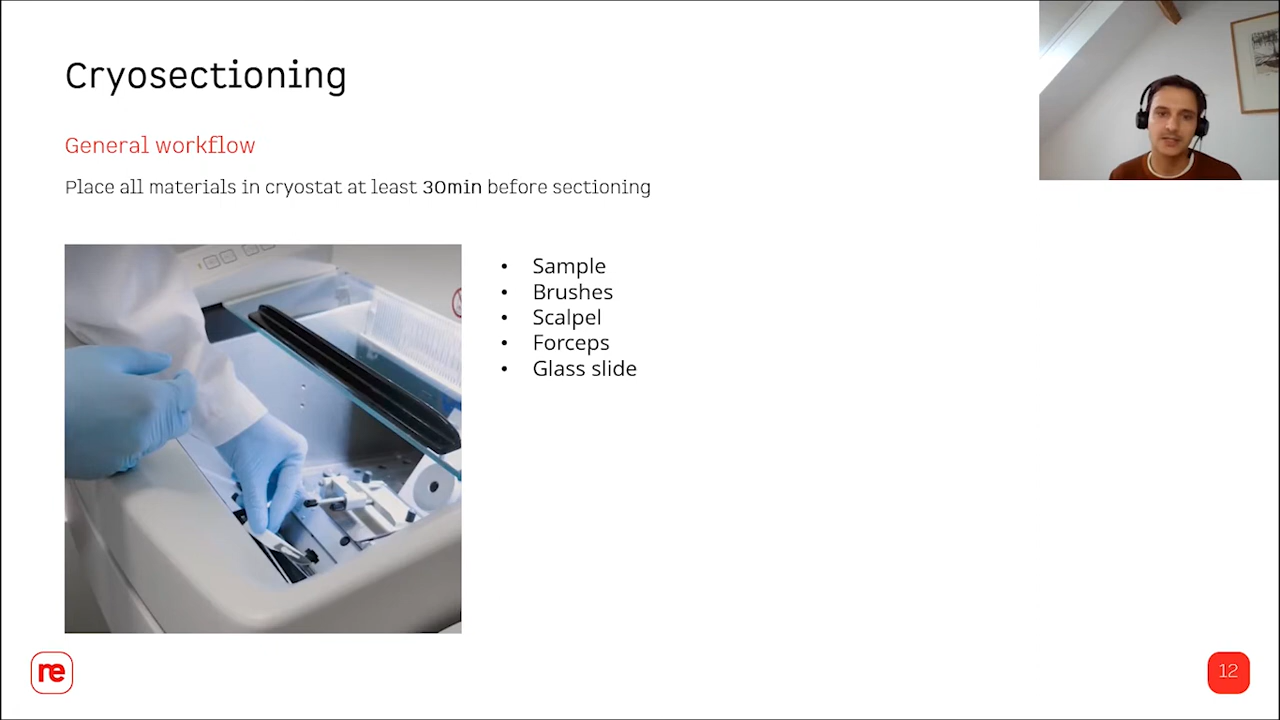 Cryosectioning
General workflow
Place all materials in cryostat at least 30min before sectioning
• Sample
• Brushes
• Scalpel
• Forceps
• Glass slide
re
12